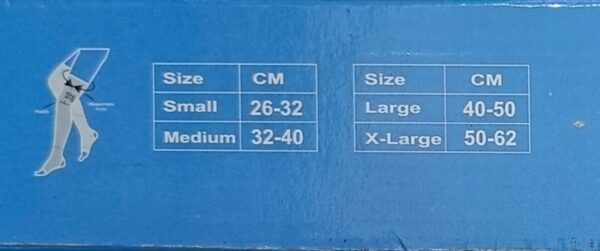 Size CM
Small 26-32
Medium 32-40
Size CM
Large 40-50
X-Large 50-62